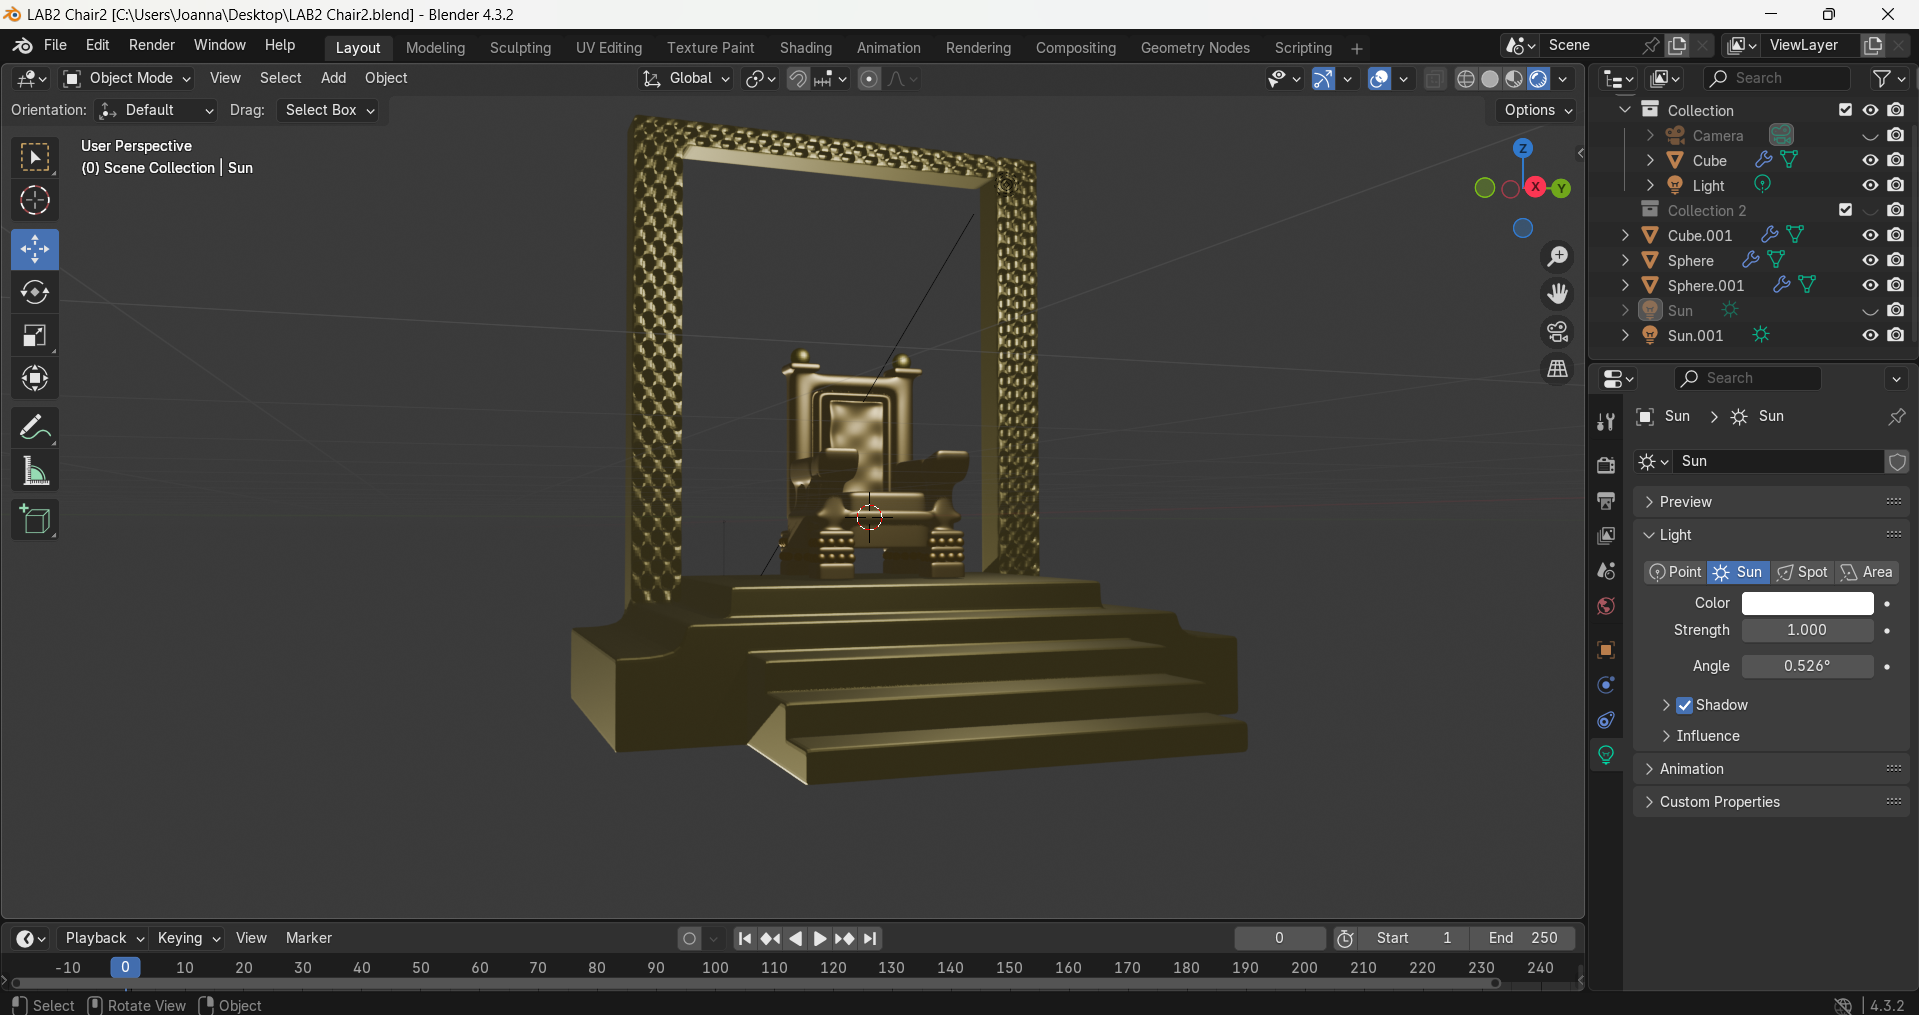 LAB2 Chair2 [C:\Users\Joanna\Desktop\LAB2 Chair2.blend] - Blender 4.3.2
File Edit Render Window Help Layout Modeling Sculpting UV Editing Texture Paint Shading Animation Rendering Compositing Geometry Nodes Scripting + Scene ViewLayer
Object Mode View Select Add Object Global Search
Orientation: Default Drag: Select Box Options
User Perspective
(0) Scene Collection | Sun
Z
X
Y
Collection
Camera
Cube
Light
Collection 2
Cube.001
Sphere
Sphere.001
Sun
Sun.001
Search
Sun Sun
Sun
Preview
Light
Point Sun Spot Area
Color
Strength 1.000
Angle 0.526°
Shadow
Influence
Animation
Custom Properties
Playback Keying View Marker 0 Start 1 End 250
-10 0 10 20 30 40 50 60 70 80 90 100 110 120 130 140 150 160 170 180 190 200 210 220 230 240
Select Rotate View Object 4.3.2